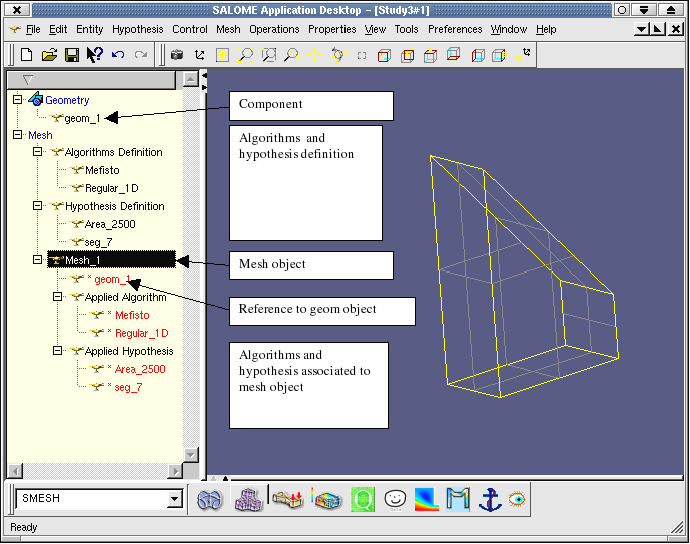 SALOME Application Desktop – [Study3#1]
File Edit Entity Hypothesis Control Mesh Operations Properties View Tools Preferences Window Help
Geometry
geom_1
Mesh
Algorithms Definition
Mefisto
Regular_1D
Hypothesis Definition
Area_2500
seg_7
Mesh_1
* geom_1
Applied Algorithm
* Mefisto
* Regular_1D
Applied Hypothesis
* Area_2500
* seg_7
Component
Algorithms and
hypothesis definition
Mesh object
Reference to geom object
Algorithms and
hypothesis associated to
mesh object
SMESH
Q
Ready